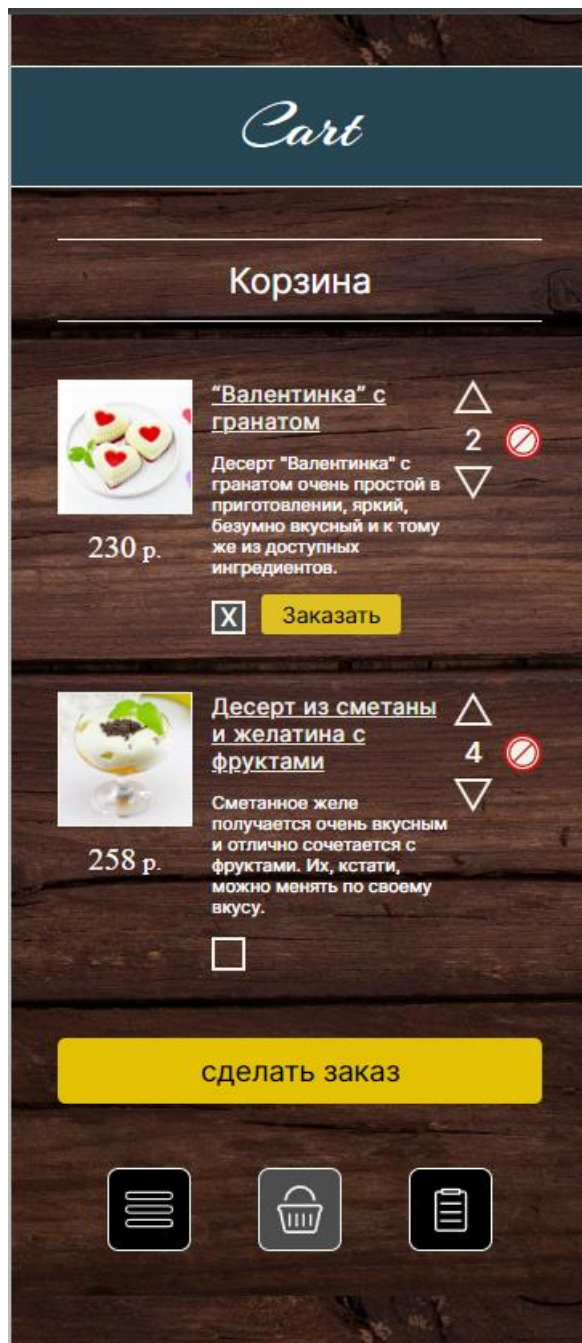 Cart
Корзина
“Валентинка” с
гранатом
2
Десерт "Валентинка" с
гранатом очень простой в
приготовлении, яркий,
безумно вкусный и к тому
же из доступных
ингредиентов.
230 р.
X
Заказать
Десерт из сметаны
и желатина с
фруктами
4
Сметанное желе
получается очень вкусным
и отлично сочетается с
фруктами. Их, кстати,
можно менять по своему
вкусу.
258 р.
сделать заказ